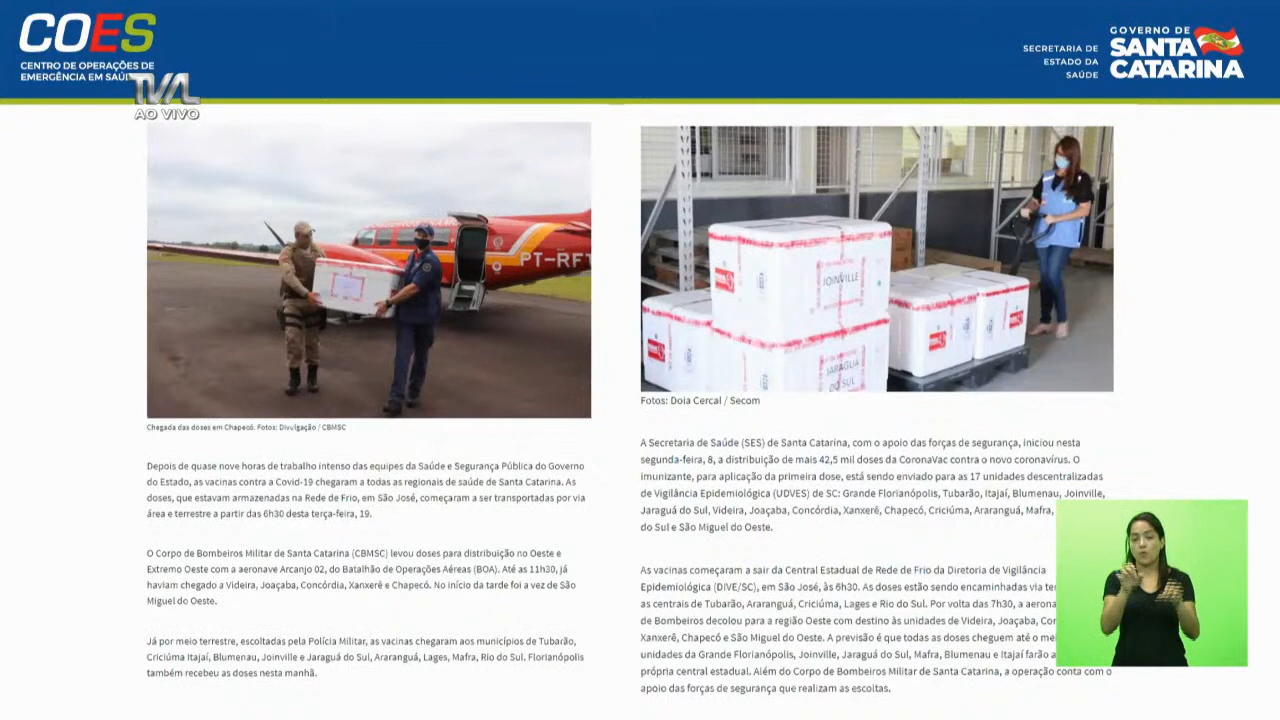 COES
CENTRO DE OPERAÇÕES DE
EMERGÊNCIA EM SAÚDE
TVAL
AO VIVO
SECRETARIA DE
ESTADO DA
SAÚDE
GOVERNO DE
SANTA
CATARINA
PT-RFT
Chegada das doses em Chapecó. Fotos: Divulgação / CBMSC
Depois de quase nove horas de trabalho intenso das equipes da Saúde e Segurança Pública do Governo
do Estado, as vacinas contra a Covid-19 chegaram a todas as regionais de saúde de Santa Catarina. As
doses, que estavam armazenadas na Rede de Frio, em São José, começaram a ser transportadas por via
área e terrestre a partir das 6h30 desta terça-feira, 19.
O Corpo de Bombeiros Militar de Santa Catarina (CBMSC) levou doses para distribuição no Oeste e
Extremo Oeste com a aeronave Arcanjo 02, do Batalhão de Operações Aéreas (BOA). Até as 11h30, já
haviam chegado a Videira, Joaçaba, Concórdia, Xanxerê e Chapecó. No início da tarde foi a vez de São
Miguel do Oeste.
Já por meio terrestre, escoltadas pela Polícia Militar, as vacinas chegaram aos municípios de Tubarão,
Criciúma Itajaí, Blumenau, Joinville e Jaraguá do Sul, Araranguá, Lages, Mafra, Rio do Sul. Florianópolis
também recebeu as doses nesta manhã.
JOINVILLE
JARAGUA
DO SUL
Fotos: Doia Cercal / Secom
A Secretaria de Saúde (SES) de Santa Catarina, com o apoio das forças de segurança, iniciou nesta
segunda-feira, 8, a distribuição de mais 42,5 mil doses da CoronaVac contra o novo coronavírus. O
imunizante, para aplicação da primeira dose, está sendo enviado para as 17 unidades descentralizadas
de Vigilância Epidemiológica (UDVES) de SC: Grande Florianópolis, Tubarão, Itajaí, Blumenau, Joinville,
Jaraguá do Sul, Videira, Joaçaba, Concórdia, Xanxerê, Chapecó, Criciúma, Araranguá, Mafra,
do Sul e São Miguel do Oeste.
As vacinas começaram a sair da Central Estadual de Rede de Frio da Diretoria de Vigilância
Epidemiológica (DIVE/SC), em São José, às 6h30. As doses estão sendo encaminhadas via
as centrais de Tubarão, Araranguá, Criciúma, Lages e Rio do Sul. Por volta das 7h30, a
de Bombeiros decolou para a região Oeste com destino às unidades de Videira, Joaçaba,
Xanxerê, Chapecó e São Miguel do Oeste. A previsão é que todas as doses cheguem até o
unidades da Grande Florianópolis, Joinville, Jaraguá do Sul, Mafra, Blumenau e Itajaí farão a
própria central estadual. Além do Corpo de Bombeiros Militar de Santa Catarina, a operação conta com o
apoio das forças de segurança que realizam as escoltas.